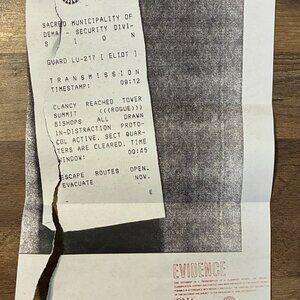 SACRED MUNICIPALITY OF
DEMA - SECURITY DIVI-
S I O N
GUARD LU-217 [ ELIOT ]
T R A N S M I S S I O N
TIMESTAMP: 09:12
CLANCY REACHED TOWER
SUMMIT (((ROGUE)))
BISHOPS ALL DRAWN
IN-DISTRACTION PROTO-
COL ACTIVE. SECT QUAR-
TERS ARE CLEARED. TIME
WINDOW: 00:45
ESCAPE ROUTES OPEN.
EVACUATE NOW.
E
EVIDENCE